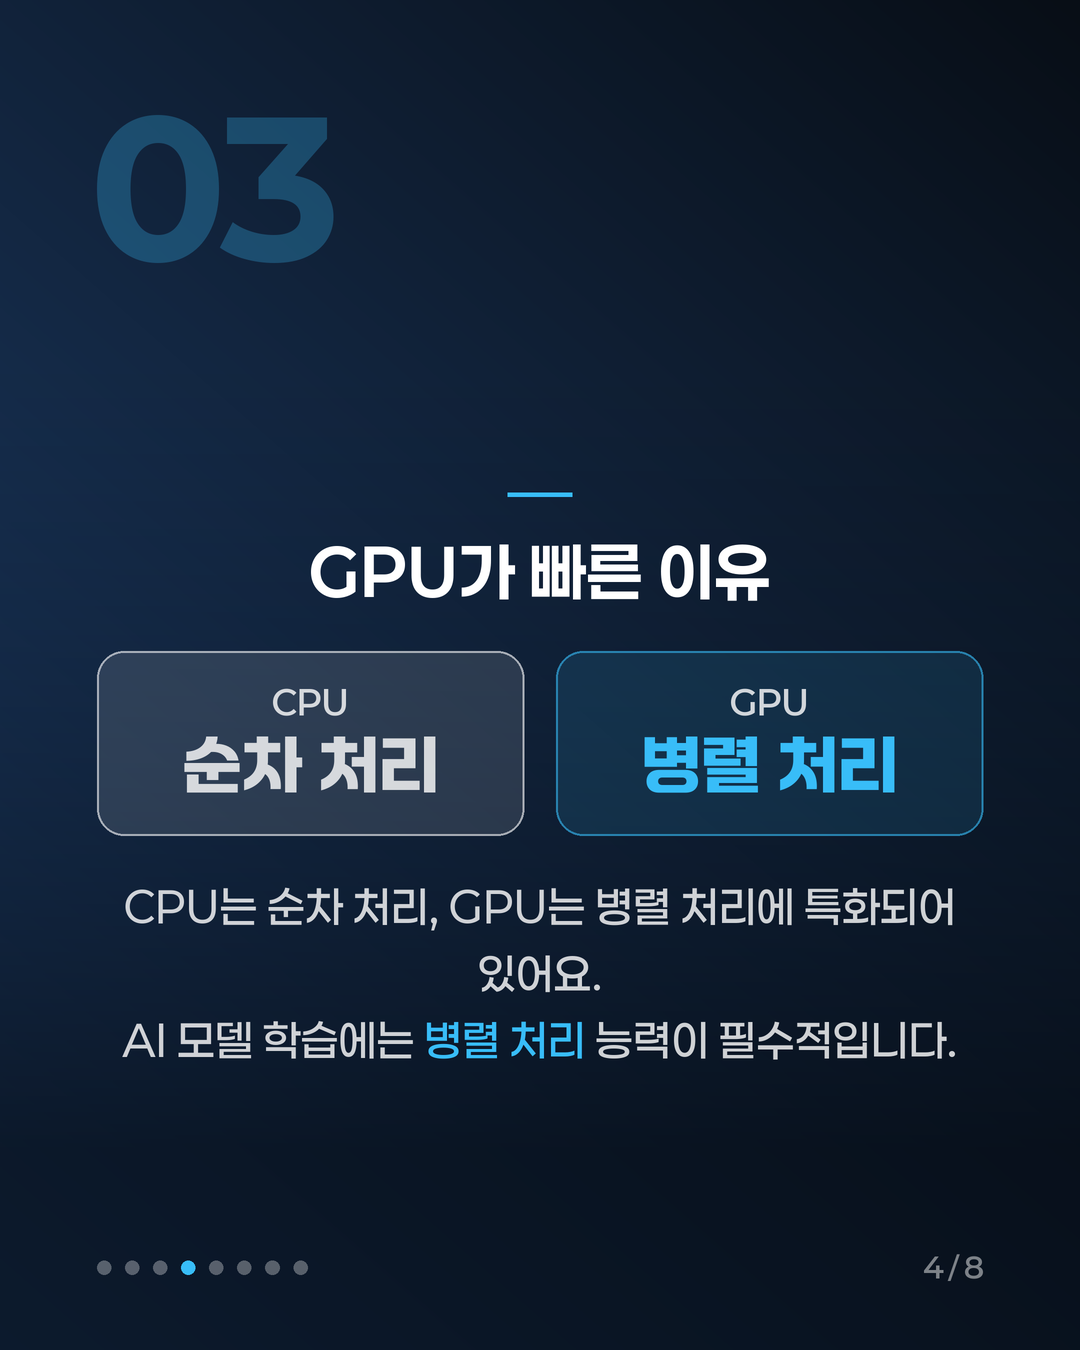 03
GPU가 빠른 이유
CPU
순차 처리
GPU
병렬 처리
CPU는 순차 처리, GPU는 병렬 처리에 특화되어
있어요.
AI 모델 학습에는 병렬 처리 능력이 필수적입니다.
4/8